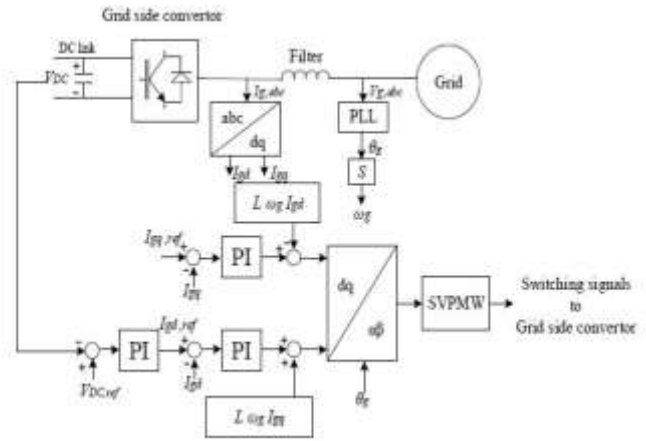 Grid side convertor
DC link
+
VDC
-
Filter
Grid
Ig,abc
Vg,abc
abc
dq
PLL
θg
Igd
Igq
S
ωg
L ωg Igd
Igq,ref
+
-
PI
+
-
Igq
dq
αβ
SVPMW
Switching signals
to
Grid side convertor
Igd,ref
-
+
PI
+
-
PI
+
+
VDC,ref
Igd
θg
L ωg Igq